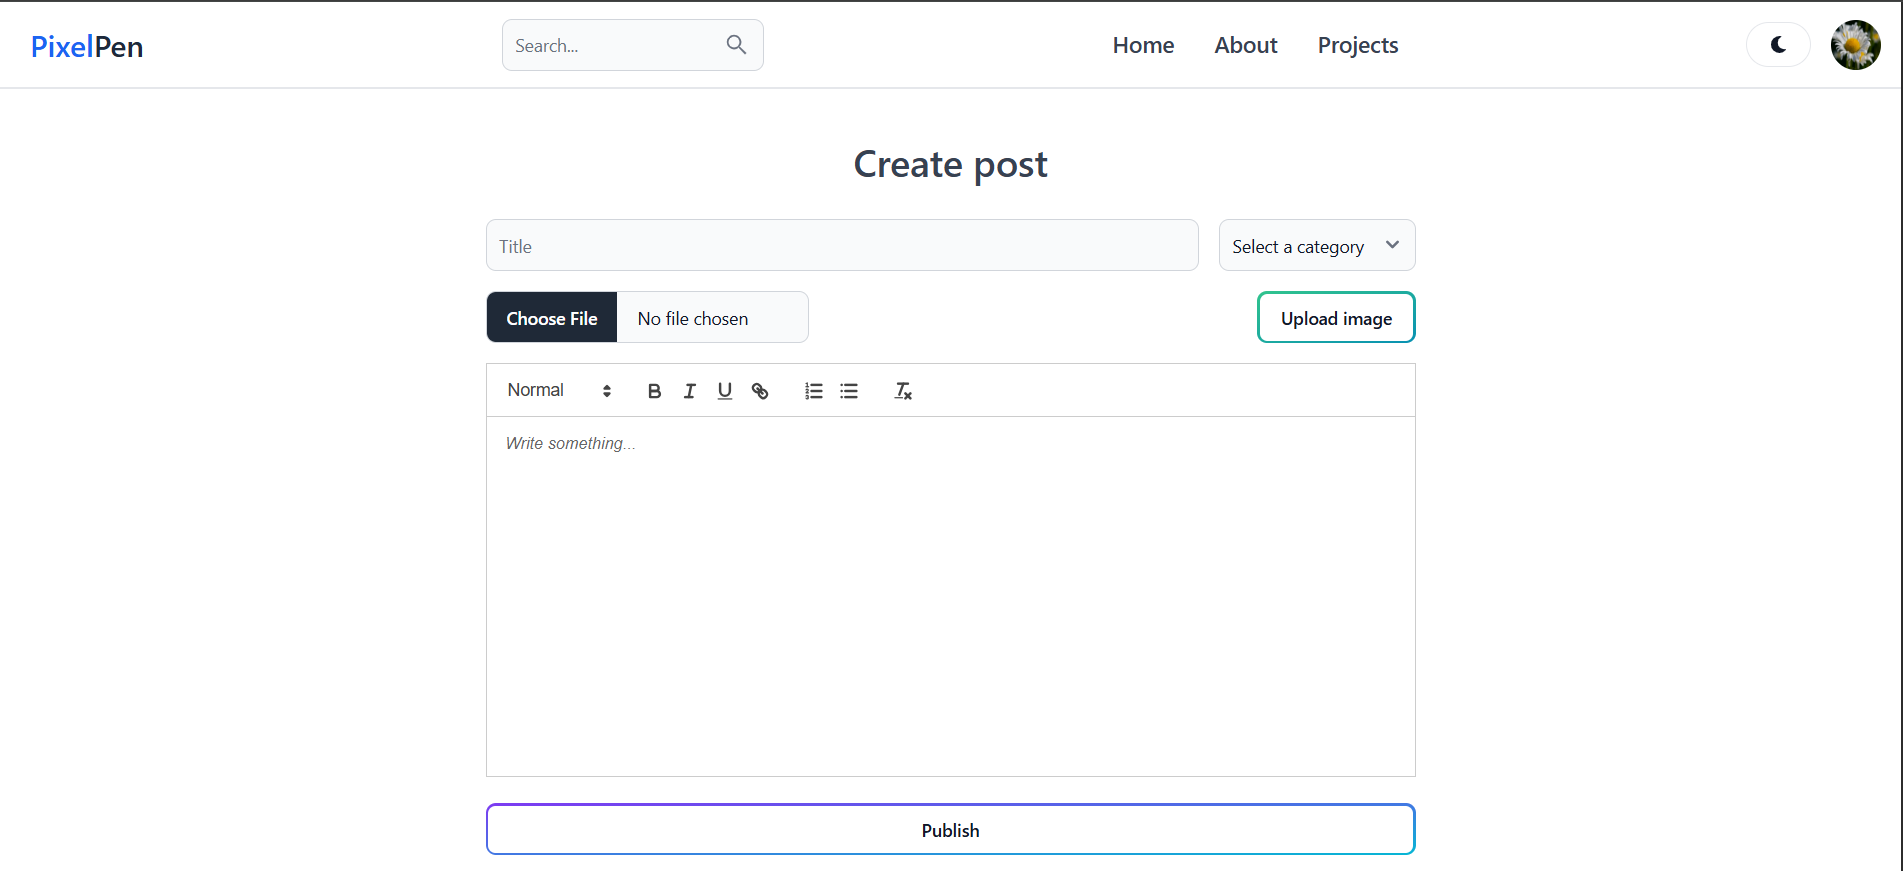 PixelPen
Search...
Home
About
Projects
Create post
Title
Select a category
Choose File
No file chosen
Upload image
Normal
Write something...
Publish